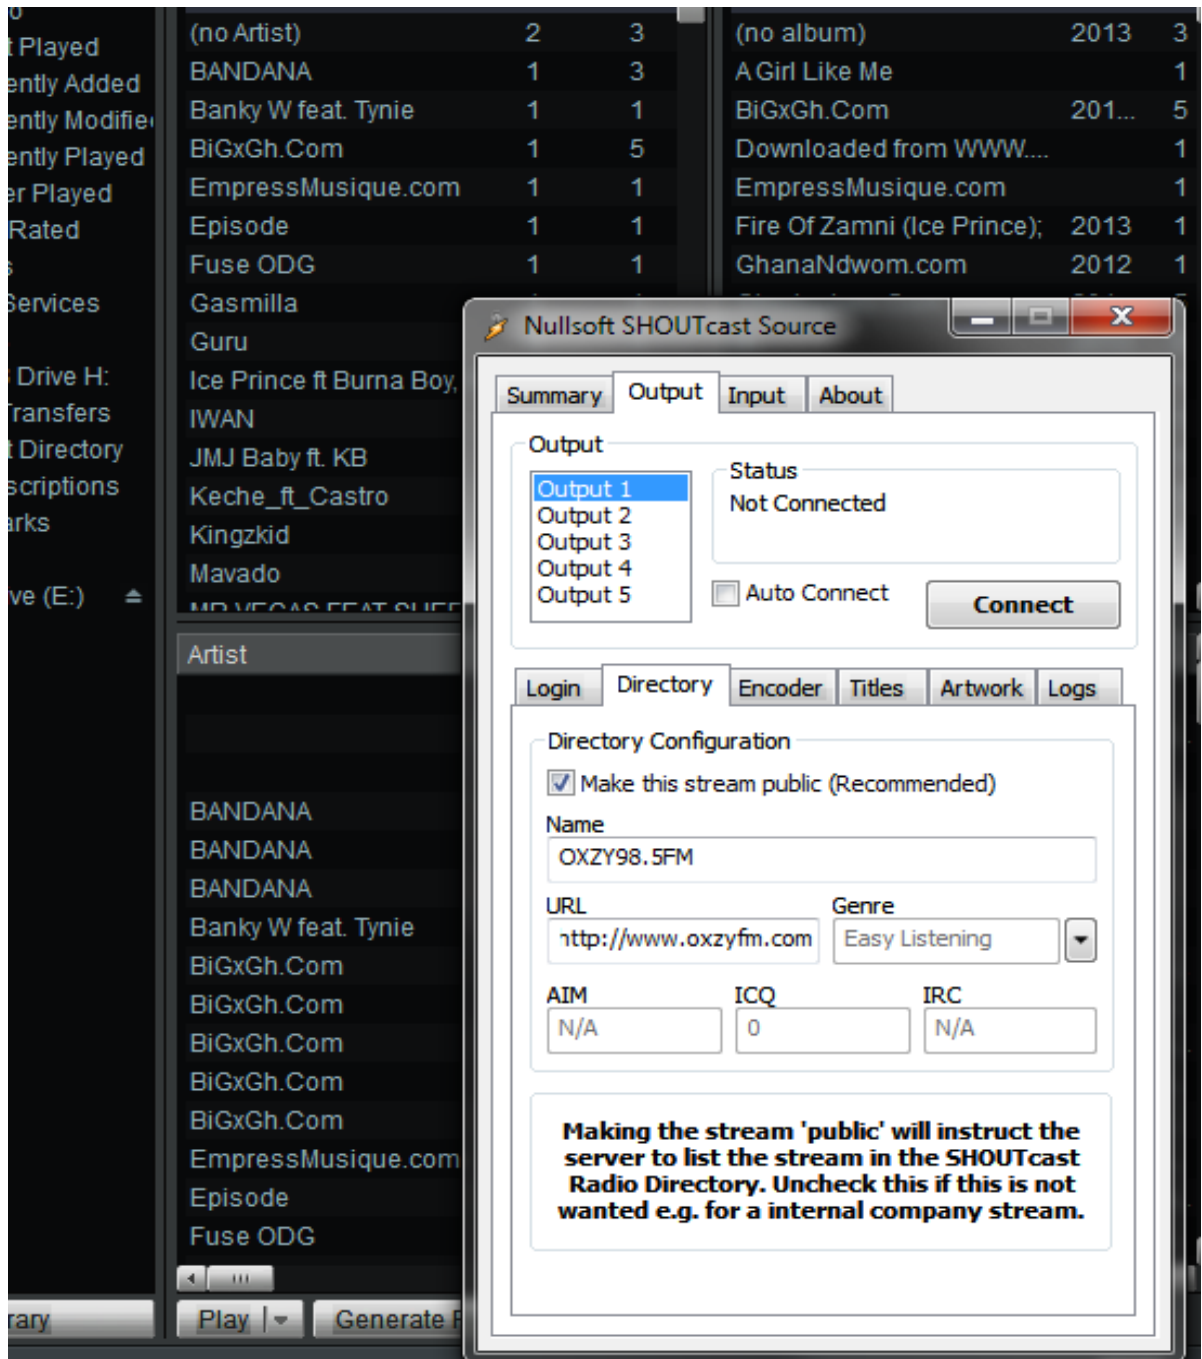 t Played
ently Added
ently Modifie
ently Played
er Played
Rated
s
Services
Drive H:
Transfers
t Directory
scriptions
arks
ve (E:)
rary
(no Artist) 2 3
BANDANA 1 3
Banky W feat. Tynie 1 1
BiGxGh.Com 1 5
EmpressMusique.com 1 1
Episode 1 1
Fuse ODG 1 1
Gasmilla
Guru
Ice Prince ft Burna Boy,
IWAN
JMJ Baby ft. KB
Keche_ft_Castro
Kingzkid
Mavado
MR VEGAS FEAT
(no album) 2013 3
A Girl Like Me 1
BiGxGh.Com 201... 5
Downloaded from WWW.... 1
EmpressMusique.com 1
Fire Of Zamni (Ice Prince); 2013 1
GhanaNdwom.com 2012 1
Artist
BANDANA
BANDANA
BANDANA
Banky W feat. Tynie
BiGxGh.Com
BiGxGh.Com
BiGxGh.Com
BiGxGh.Com
BiGxGh.Com
EmpressMusique.com
Episode
Fuse ODG
Play Generate
Nullsoft SHOUTcast Source
Summary Output Input About
Output
Output 1
Output 2
Output 3
Output 4
Output 5
Status
Not Connected
Auto Connect
Connect
Login Directory Encoder Titles Artwork Logs
Directory Configuration
Make this stream public (Recommended)
Name
OXZY98.5FM
URL Genre
http://www.oxzyfm.com Easy Listening
AIM ICQ IRC
N/A 0 N/A
Making the stream 'public' will instruct the
server to list the stream in the SHOUTcast
Radio Directory. Uncheck this if this is not
wanted e.g. for a internal company stream.